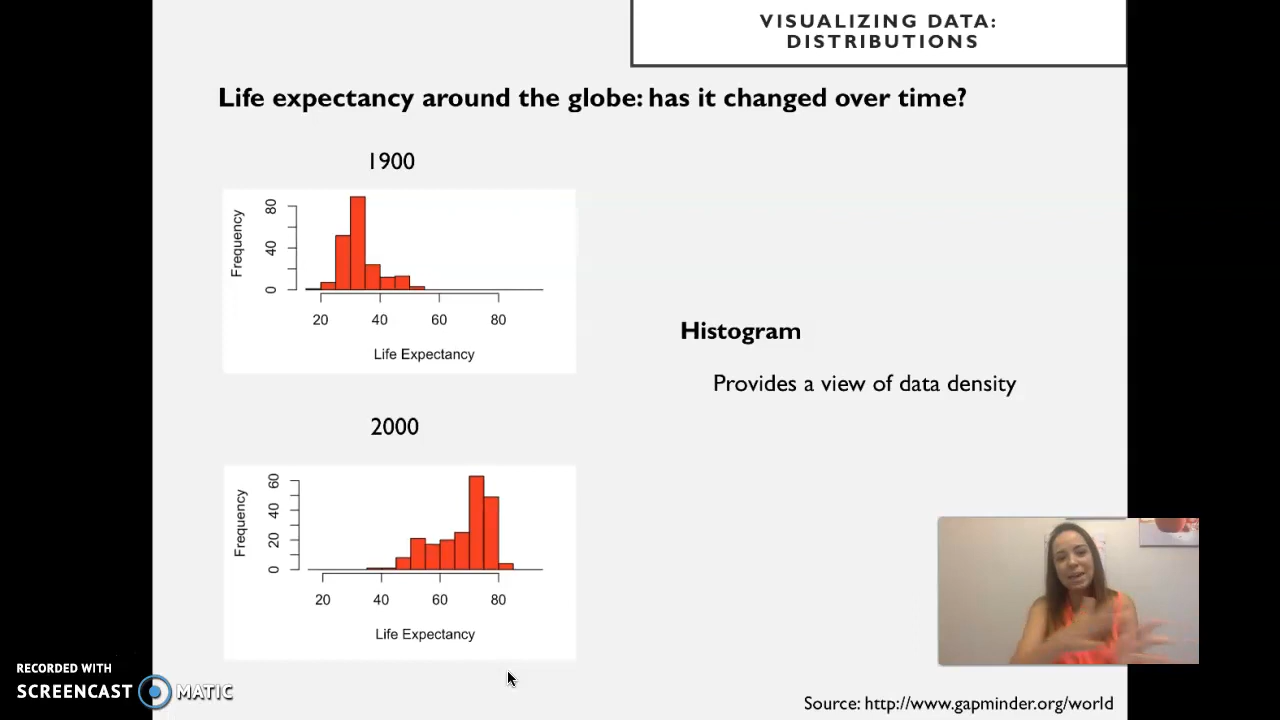 VISUALIZING DATA:
DISTRIBUTIONS
Life expectancy around the globe: has it changed over time?
1900
Frequency
80
40
0
20 40 60 80
Life Expectancy
Histogram
Provides a view of data density
2000
Frequency
60
40
20
0
20 40 60 80
Life Expectancy
RECORDED WITH
SCREENCAST MATIC
Source: http://www.gapminder.org/world